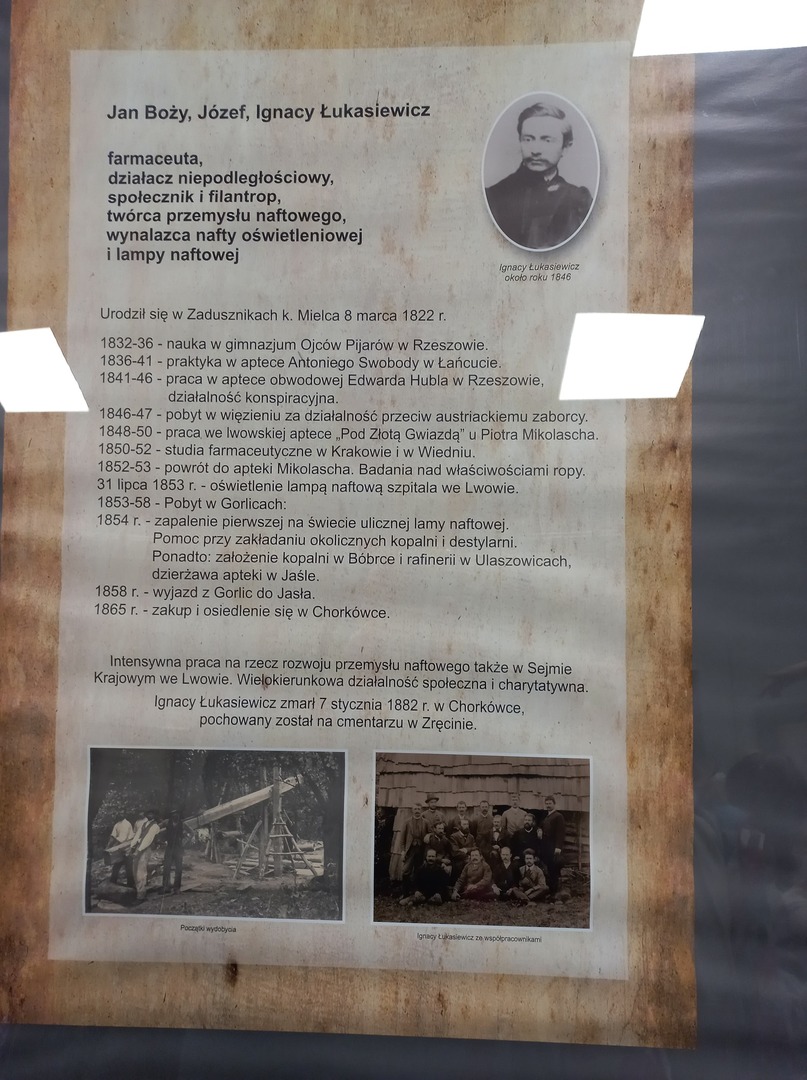 Jan Boży, Józef, Ignacy Łukasiewicz
farmaceuta,
działacz niepodległościowy,
społecznik i filantrop,
twórca przemysłu naftowego,
wynalazca nafty oświetleniowej
i lampy naftowej
Ignacy Łukasiewicz
około roku 1846
Urodził się w Zadusznikach k. Mielca 8 marca 1822 r.
1832-36 - nauka w gimnazjum Ojców Pijarów w Rzeszowie.
1836-41 - praktyka w aptece Antoniego Swobody w Łańcucie.
1841-46 - praca w aptece obwodowej Edwarda Hubla w Rzeszowie,
działalność konspiracyjna.
1846-47 - pobyt w więzieniu za działalność przeciw austriackiemu zaborcy.
1848-50 - praca we lwowskiej aptece „Pod Złotą Gwiazdą” u Piotra Mikolascha.
1850-52 - studia farmaceutyczne w Krakowie i w Wiedniu.
1852-53 - powrót do apteki Mikolascha. Badania nad właściwościami ropy.
31 lipca 1853 r. - oświetlenie lampą naftową szpitala we Lwowie.
1853-58 - Pobyt w Gorlicach:
1854 r. - zapalenie pierwszej na świecie ulicznej lamy naftowej.
Pomoc przy zakładaniu okolicznych kopalni i destylarni.
Ponadto: założenie kopalni w Bóbrce i rafinerii w Ulaszowicach,
dzierżawa apteki w Jaśle.
1858 r. - wyjazd z Gorlic do Jasła.
1865 r. - zakup i osiedlenie się w Chorkówce.
Intensywna praca na rzecz rozwoju przemysłu naftowego także w Sejmie
Krajowym we Lwowie. Wielokierunkowa działalność społeczna i charytatywna.
Ignacy Łukasiewicz zmarł 7 stycznia 1882 r. w Chorkówce,
pochowany został na cmentarzu w Zręcinie.
Początki wydobycia
Ignacy Łukasiewicz ze współpracownikami